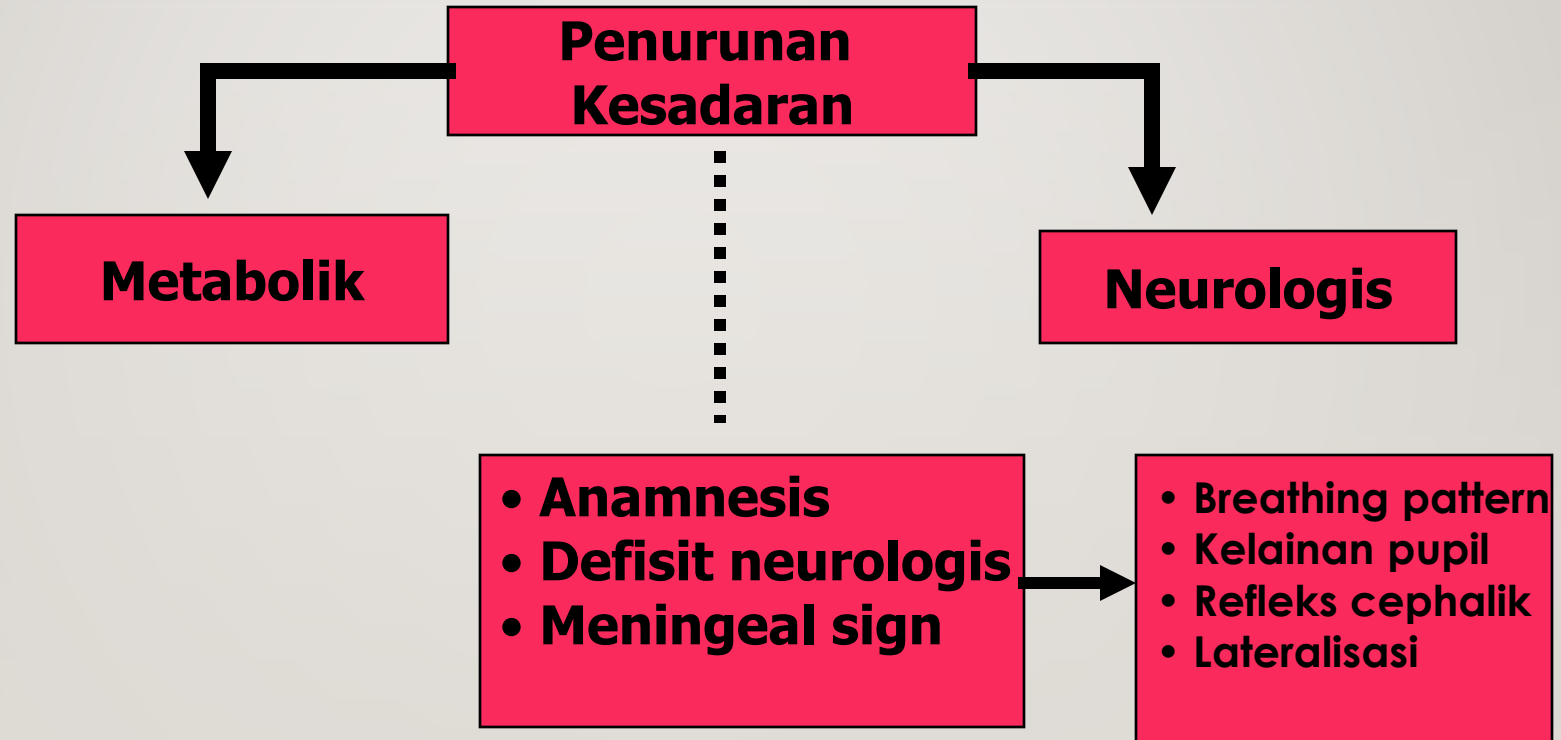 Penurunan
Kesadaran
Metabolik
Neurologis
• Anamnesis
• Defisit neurologis
• Meningeal sign
• Breathing pattern
• Kelainan pupil
• Refleks cephalik
• Lateralisasi